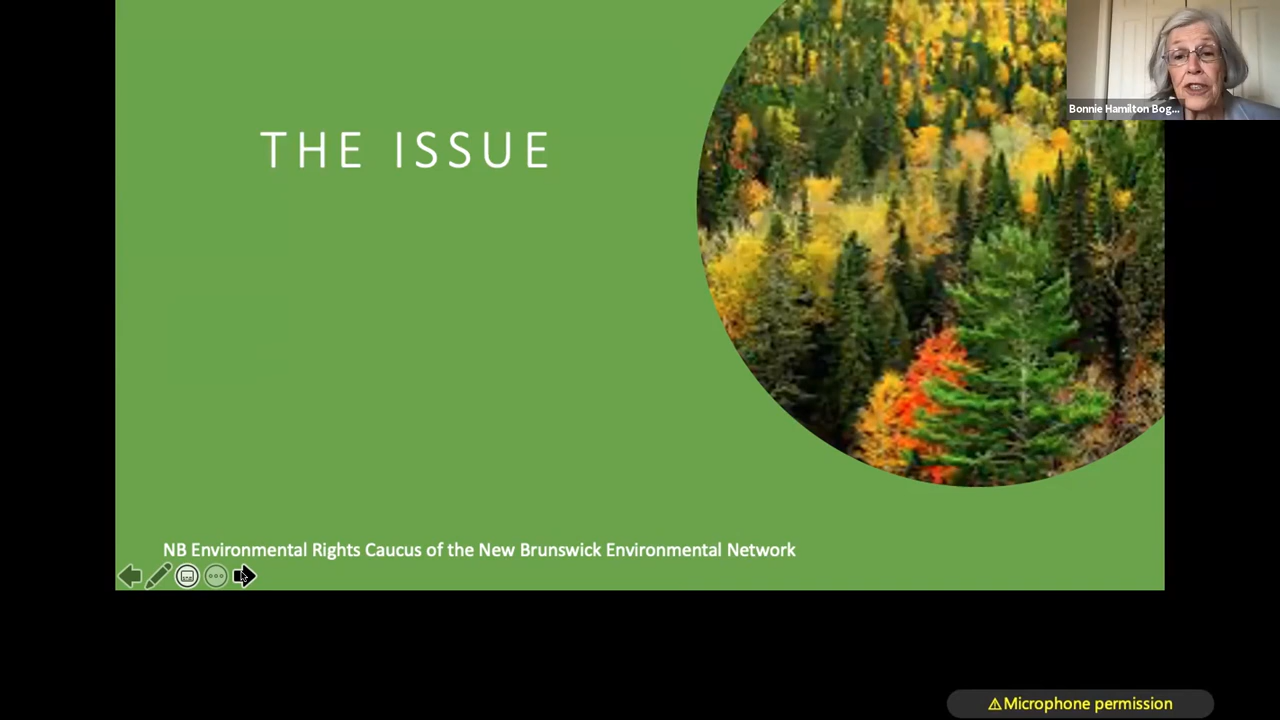 THE ISSUE
Bonnie Hamilton Bog...
NB Environmental Rights Caucus of the New Brunswick Environmental Network
⚠Microphone permission